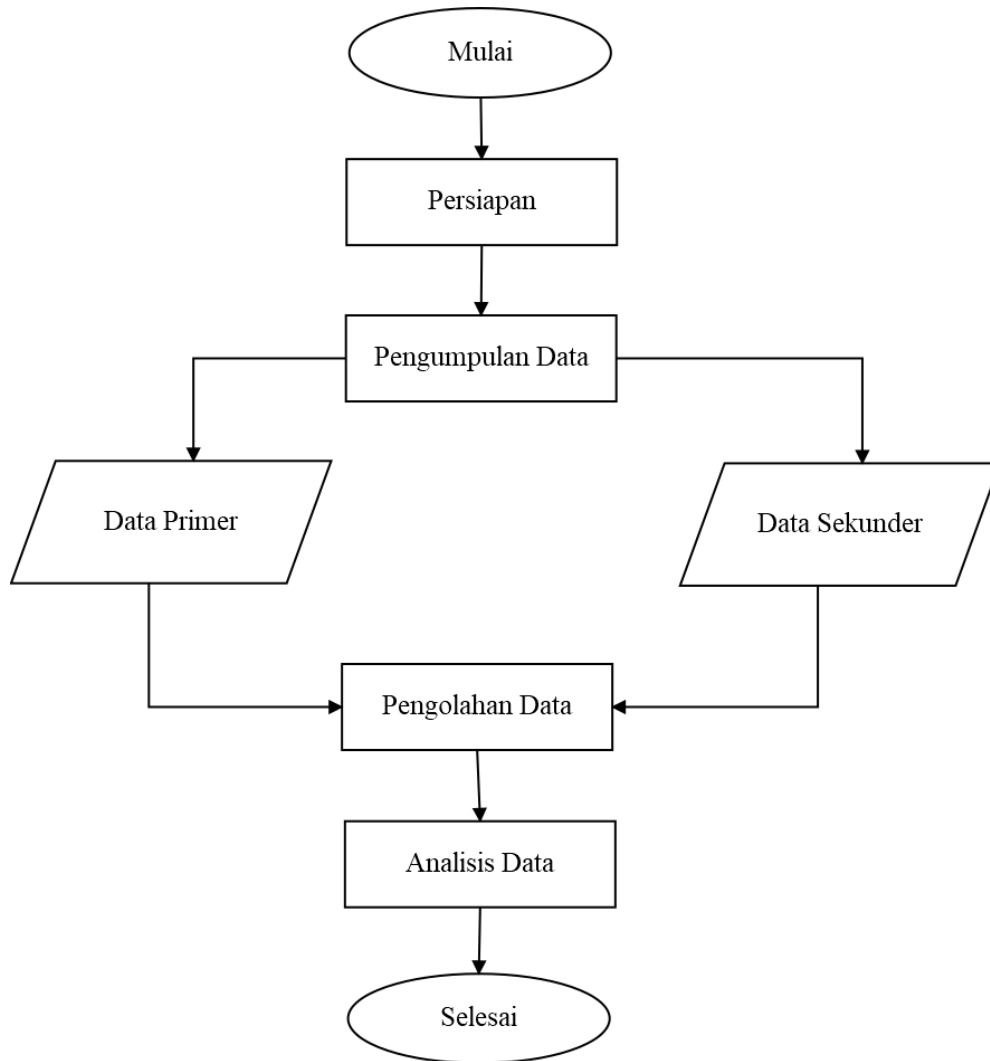 Mulai
Persiapan
Pengumpulan Data
Data Primer
Data Sekunder
Pengolahan Data
Analisis Data
Selesai